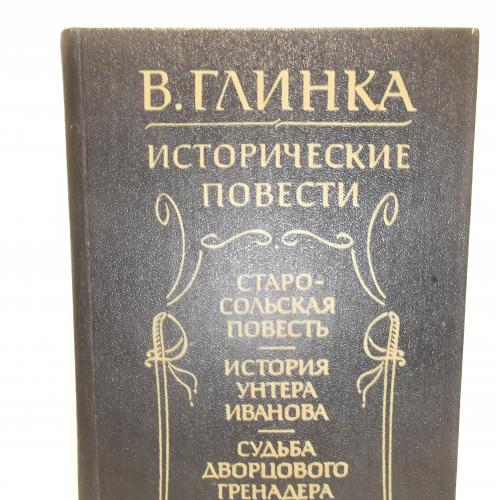 В. ГЛИНКА
ИСТОРИЧЕСКИЕ
ПОВЕСТИ
СТАРО-
СОЛЬСКАЯ
ПОВЕСТЬ
ИСТОРИЯ
УНТЕРА
ИВАНОВА
СУДЬБА
ДВОРЦОВОГО
ГРЕНАДЕРА